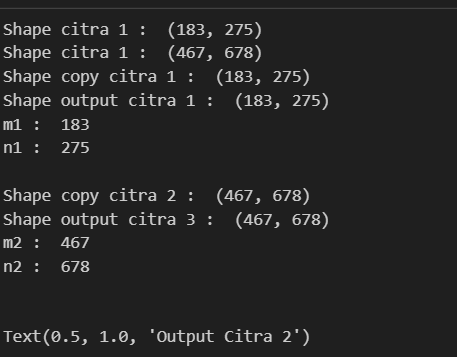 Shape citra 1 :  (183, 275)
Shape citra 1 :  (467, 678)
Shape copy citra 1 :  (183, 275)
Shape output citra 1 :  (183, 275)
m1 :  183
n1 :  275
Shape copy citra 2 :  (467, 678)
Shape output citra 3 :  (467, 678)
m2 :  467
n2 :  678
Text(0.5, 1.0, 'Output Citra 2')